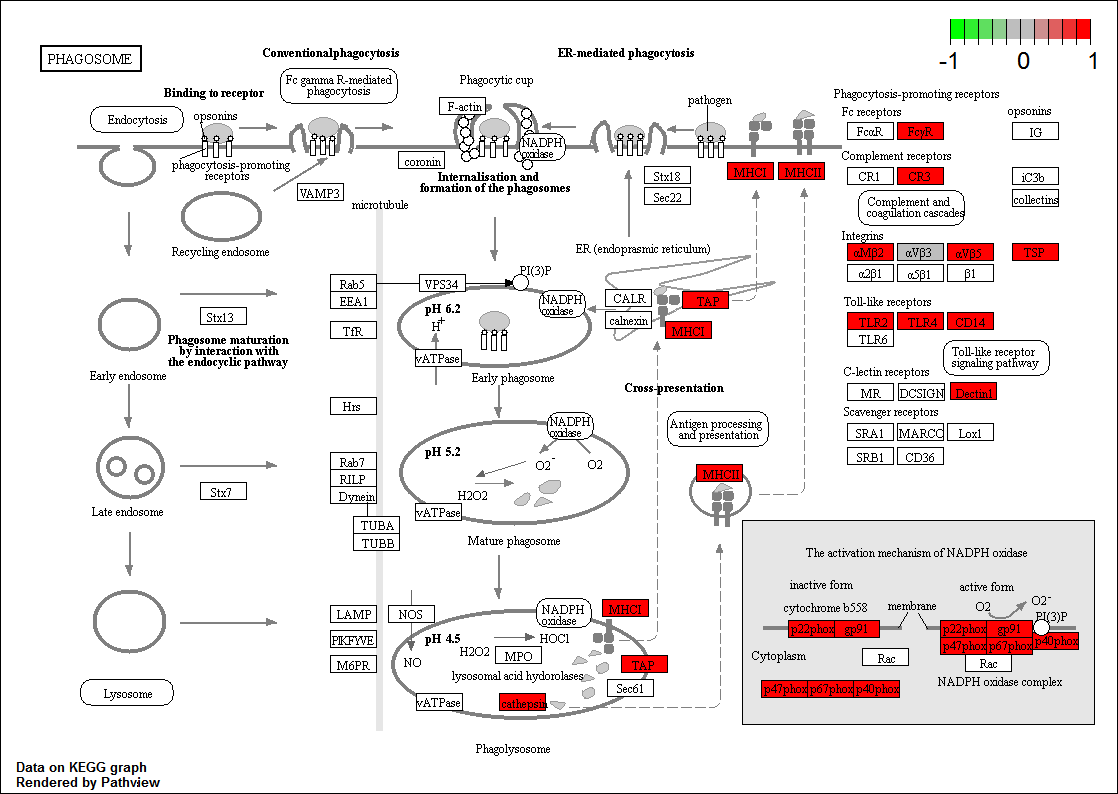 PHAGOSOME
-1
0
1
Conventionalphagocytosis
ER-mediated phagocytosis
Fc gamma R-mediated
phagocytosis
Phagocytic cup
Binding to receptor
F-actin
pathogen
Phagocytosis-promoting receptors
Endocytosis
opsonins
Fc receptors
opsonins
FcαR
FcγR
IG
NADPH
oxidase
coronin
phagocytosis-promoting
receptors
Internalisation and
formation of the phagosomes
Stx18
Sec22
MHCI
MHCII
Complement receptors
CR1
CR3
iC3b
collectins
VAMP3
microtubule
Complement and
coagulation cascades
Recycling endosome
ER (endoprasmic reticulum)
Integrins
αMβ2
αVβ3
αVβ5
TSP
α2β1
α5β1
β1
Rab5
EEA1
VPS34
PI(3)P
NADPH
oxidase
CALR
calnexin
TAP
MHCI
pH 6.2
H+
TfR
vATPase
Stx13
Phagosome maturation
by interaction with
the endocyclic pathway
Early endosome
Early phagosome
Toll-like receptors
TLR2
TLR4
CD14
TLR6
Toll-like receptor
signaling pathway
C-lectin receptors
MR
DCSIGN
Dectin1
Scavenger receptors
SRA1
MARCO
Lox1
SRB1
CD36
Cross-presentation
Hrs
Antigen processing
and presentation
NADPH
oxidase
pH 5.2
O2-
O2
H2O2
vATPase
Rab7
RILP
Dynein
TUBA
TUBB
Stx7
Late endosome
Mature phagosome
MHCII
The activation mechanism of NADPH oxidase
inactive form
active form
cytochrome b558
membrane
O2
O2-
PI(3)P
p22phox
gp91
p22phox
gp91
p47phox
p67phox
p40phox
Cytoplasm
Rac
Rac
p47phox
p67phox
p40phox
NADPH oxidase complex
LAMP
NOS
PIKFYVE
M6PR
NADPH
oxidase
MHCI
pH 4.5
HOCl
H2O2
MPO
NO
lysosomal acid hydorolases
TAP
Sec61
vATPase
cathepsin
Lysosome
Phagolysosome
Data on KEGG graph
Rendered by Pathview